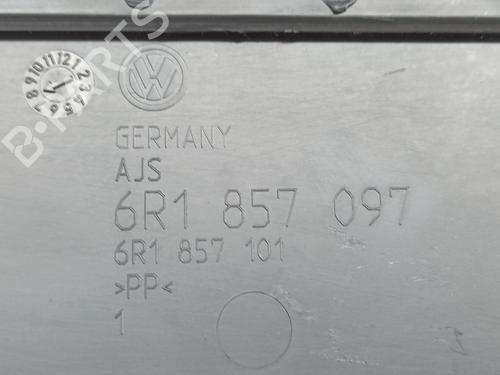 GERMANY
AJS
6R1 857 097
6R1 857 101
>PP<
1